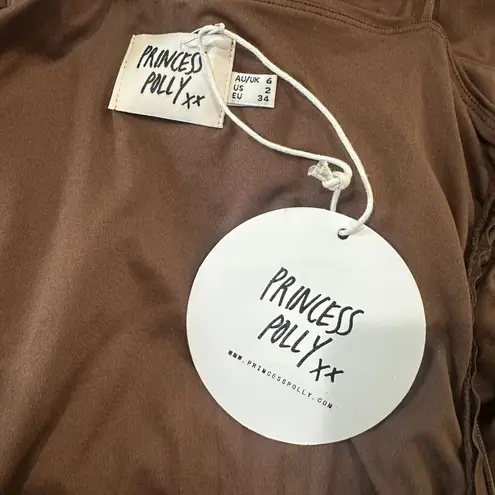 PRINCESS
POLLY xx
AU/UK 6
US 2
EU 34
PRINCESS
POLLY xx
WWW.PRINCESSPOLLY.COM